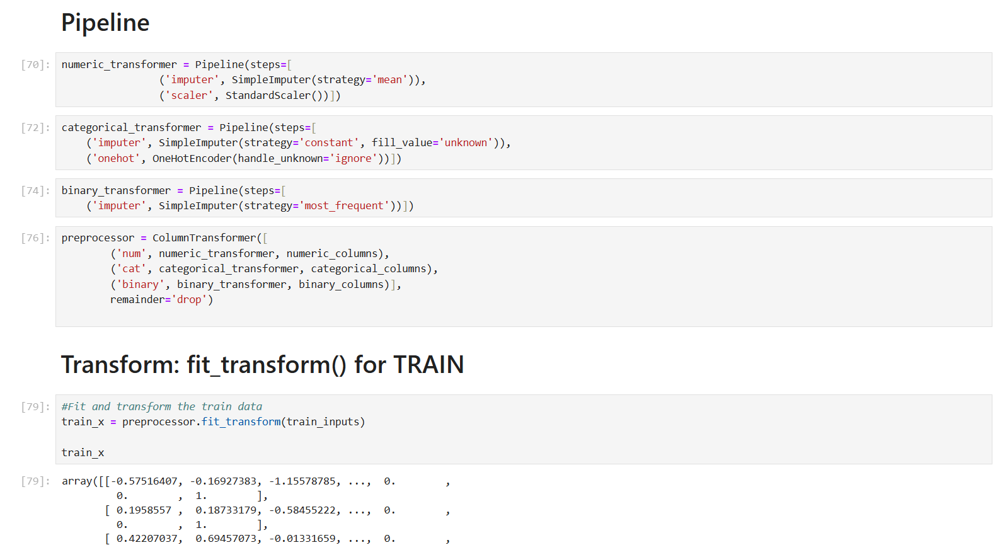 Pipeline
[70]: numeric_transformer = Pipeline(steps=[
('imputer', SimpleImputer(strategy='mean')),
('scaler', StandardScaler())])
[72]: categorical_transformer = Pipeline(steps=[
('imputer', SimpleImputer(strategy='constant', fill_value='unknown')),
('onehot', OneHotEncoder(handle_unknown='ignore'))])
[74]: binary_transformer = Pipeline(steps=[
('imputer', SimpleImputer(strategy='most_frequent'))])
[76]: preprocessor = ColumnTransformer([
('num', numeric_transformer, numeric_columns),
('cat', categorical_transformer, categorical_columns),
('binary', binary_transformer, binary_columns)],
remainder='drop')
Transform: fit_transform() for TRAIN
[79]: #Fit and transform the train data
train_x = preprocessor.fit_transform(train_inputs)
train_x
[79]: array([[-0.57516407, -0.16927383, -1.15578785, ..., 0. ,
0. , 1. ],
[ 0.1958557 , 0.18733179, -0.58455222, ..., 0. ,
0. , 1. ],
[ 0.42207037, 0.69457073, -0.01331659, ..., 0. ,